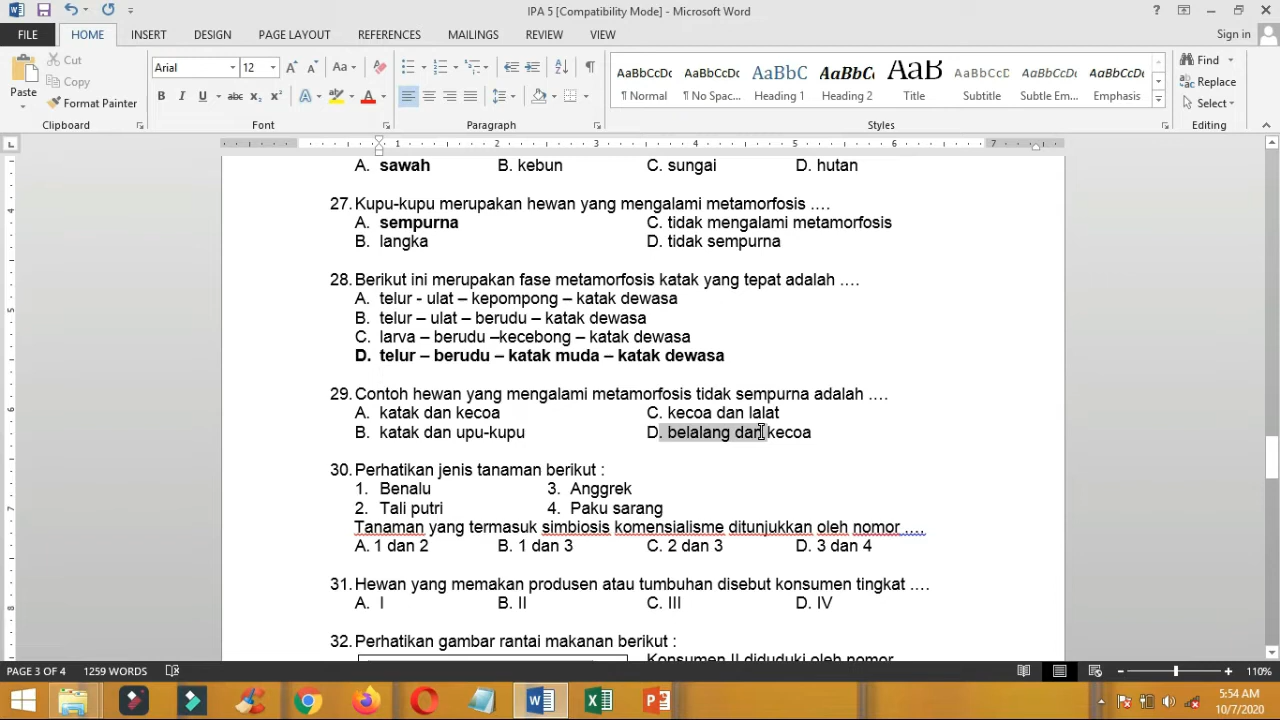 IPA 5 [Compatibility Mode] - Microsoft Word
FILE HOME INSERT DESIGN PAGE LAYOUT REFERENCES MAILINGS REVIEW VIEW Sign in
Cut
Copy
Format Painter
Paste
Arial 12
AaBbCcDc AaBbCcDc AaBbC AaBbCc AaB AaBbCcD AaBbCcDc AaBbCcDc
¶ Normal ¶ No Spac... Heading 1 Heading 2 Title Subtitle Subtle Em... Emphasis
Find
Replace
Select
Clipboard Font Paragraph Styles Editing
A. sawah B. kebun C. sungai D. hutan
27. Kupu-kupu merupakan hewan yang mengalami metamorfosis ....
A. sempurna C. tidak mengalami metamorfosis
B. langka D. tidak sempurna
28. Berikut ini merupakan fase metamorfosis katak yang tepat adalah ....
A. telur - ulat – kepompong – katak dewasa
B. telur – ulat – berudu – katak dewasa
C. larva – berudu –kecebong – katak dewasa
D. telur – berudu – katak muda – katak dewasa
29. Contoh hewan yang mengalami metamorfosis tidak sempurna adalah ....
A. katak dan kecoa C. kecoa dan lalat
B. katak dan upu-kupu D. belalang dan kecoa
30. Perhatikan jenis tanaman berikut :
1. Benalu 3. Anggrek
2. Tali putri 4. Paku sarang
Tanaman yang termasuk simbiosis komensialisme ditunjukkan oleh nomor ....
A. 1 dan 2 B. 1 dan 3 C. 2 dan 3 D. 3 dan 4
31. Hewan yang memakan produsen atau tumbuhan disebut konsumen tingkat ....
A. I B. II C. III D. IV
32. Perhatikan gambar rantai makanan berikut :
Konsumen II diduduki oleh nomor
PAGE 3 OF 4 1259 WORDS 110%
5:54 AM
10/7/2020